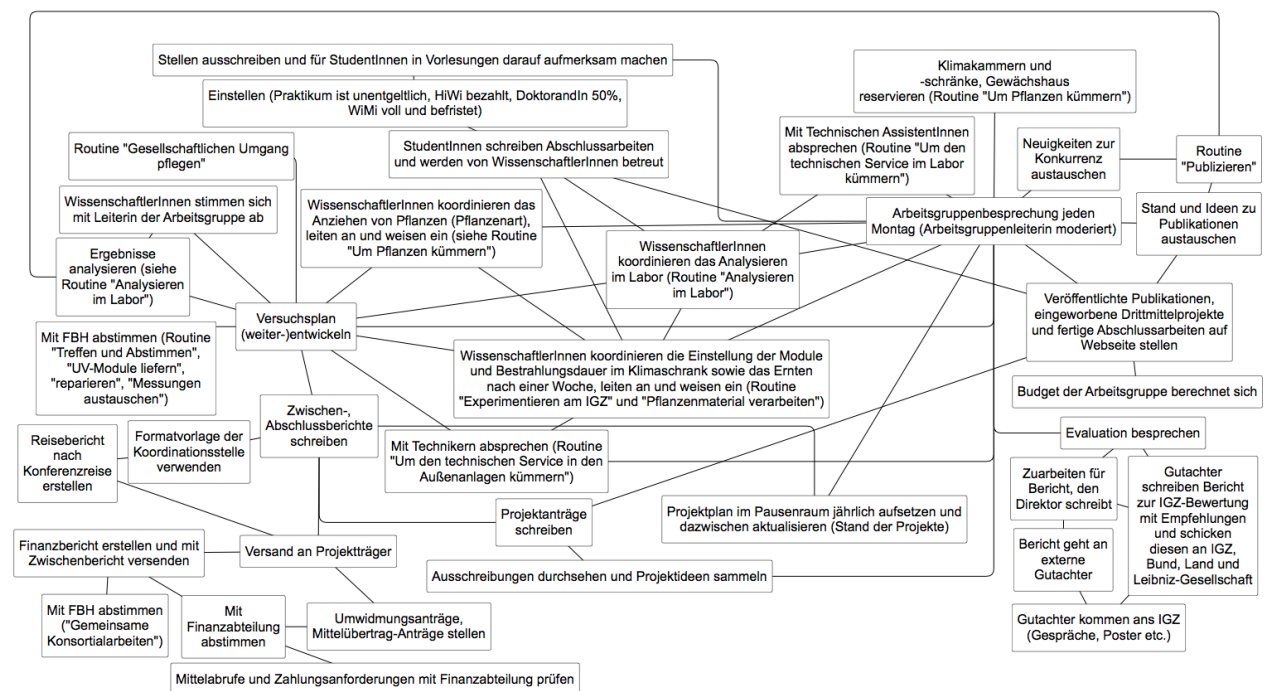 Stellen ausschreiben und für StudentInnen in Vorlesungen darauf aufmerksam machen
Klimakammern und
-schränke, Gewächshaus
reservieren (Routine "Um Pflanzen kümmern")
Einstellen (Praktikum ist unentgeltlich, HiWi bezahlt, DoktorandIn 50%,
WiMi voll und befristet)
Routine "Gesellschaftlichen Umgang
pflegen"
StudentInnen schreiben Abschlussarbeiten
und werden von WissenschaftlerInnen betreut
Mit Technischen AssistentInnen
absprechen (Routine "Um den
technischen Service im Labor
kümmern")
Neuigkeiten zur
Konkurrenz
austauschen
Routine
"Publizieren"
WissenschaftlerInnen stimmen sich
mit Leiterin der Arbeitsgruppe ab
WissenschaftlerInnen koordinieren das
Anziehen von Pflanzen (Pflanzenart),
leiten an und weisen ein (siehe Routine
"Um Pflanzen kümmern")
Arbeitsgruppenbesprechung jeden
Montag (Arbeitsgruppenleiterin moderiert)
Stand und Ideen zu
Publikationen
austauschen
Ergebnisse
analysieren (siehe
Routine "Analysieren
im Labor")
WissenschaftlerInnen
koordinieren das Analysieren
im Labor (Routine "Analysieren
im Labor")
Versuchsplan
(weiter-)entwickeln
Veröffentlichte Publikationen,
eingeworbene Drittmittelprojekte
und fertige Abschlussarbeiten auf
Webseite stellen
Mit FBH abstimmen (Routine
"Treffen und Abstimmen",
"UV-Module liefern",
"reparieren", "Messungen
austauschen")
WissenschaftlerInnen koordinieren die Einstellung der Module
und Bestrahlungsdauer im Klimaschrank sowie das Ernten
nach einer Woche, leiten an und weisen ein (Routine
"Experimentieren am IGZ" und "Pflanzenmaterial verarbeiten")
Budget der Arbeitsgruppe berechnet sich
Zwischen-,
Abschlussberichte
schreiben
Reisebericht
nach
Konferenzreise
erstellen
Formatvorlage der
Koordinationsstelle
verwenden
Mit Technikern absprechen (Routine
"Um den technischen Service in den
Außenanlagen kümmern")
Evaluation besprechen
Zuarbeiten für
Bericht, den
Direktor schreibt
Gutachter
schreiben Bericht
zur IGZ-Bewertung
mit Empfehlungen
und schicken
diesen an IGZ,
Bund, Land und
Leibniz-Gesellschaft
Projektanträge
schreiben
Projektplan im Pausenraum jährlich aufsetzen und
dazwischen aktualisieren (Stand der Projekte)
Finanzbericht erstellen und mit
Zwischenbericht versenden
Versand an Projektträger
Bericht geht an
externe
Gutachter
Ausschreibungen durchsehen und Projektideen sammeln
Mit FBH abstimmen
("Gemeinsame
Konsortialarbeiten")
Mit
Finanzabteilung
abstimmen
Umwidmungsanträge,
Mittelübertrag-Anträge stellen
Gutachter kommen ans IGZ
(Gespräche, Poster etc.)
Mittelabrufe und Zahlungsanforderungen mit Finanzabteilung prüfen